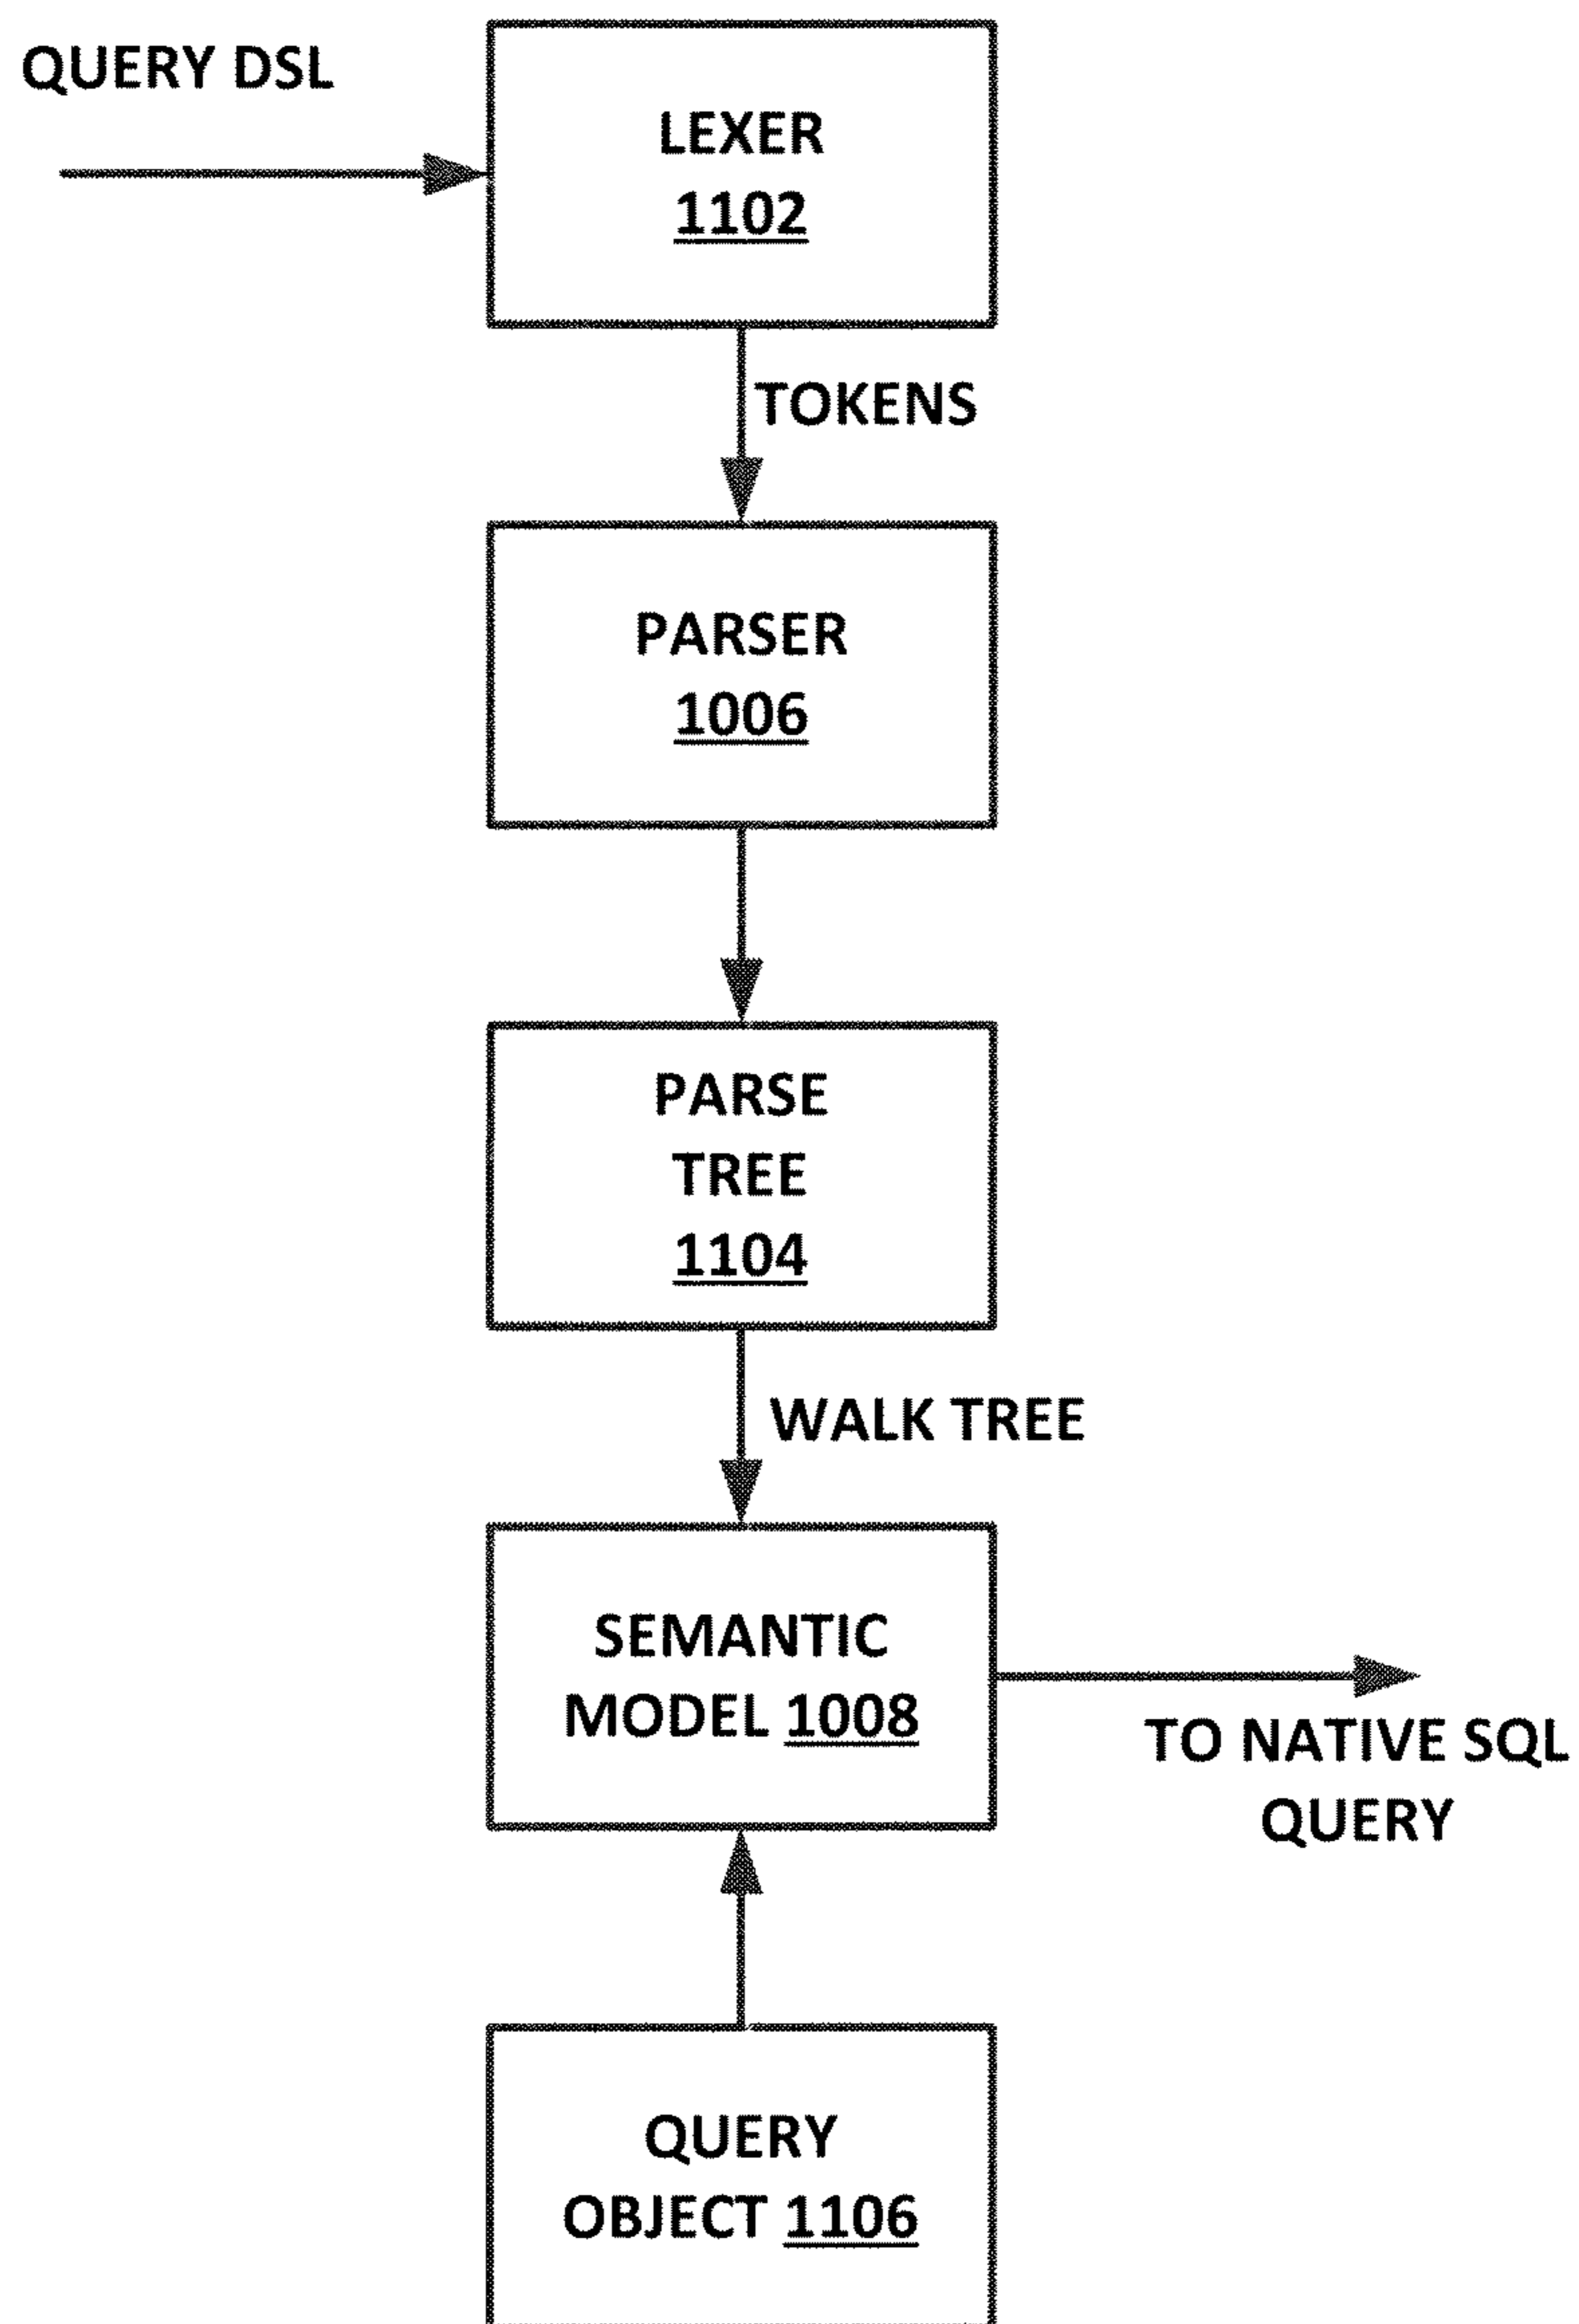 QUERY DSL
LEXER
1102
TOKENS
PARSER
1006
PARSE
TREE
1104
WALK TREE
SEMANTIC
MODEL 1008
TO NATIVE SQL
QUERY
QUERY
OBJECT 1106